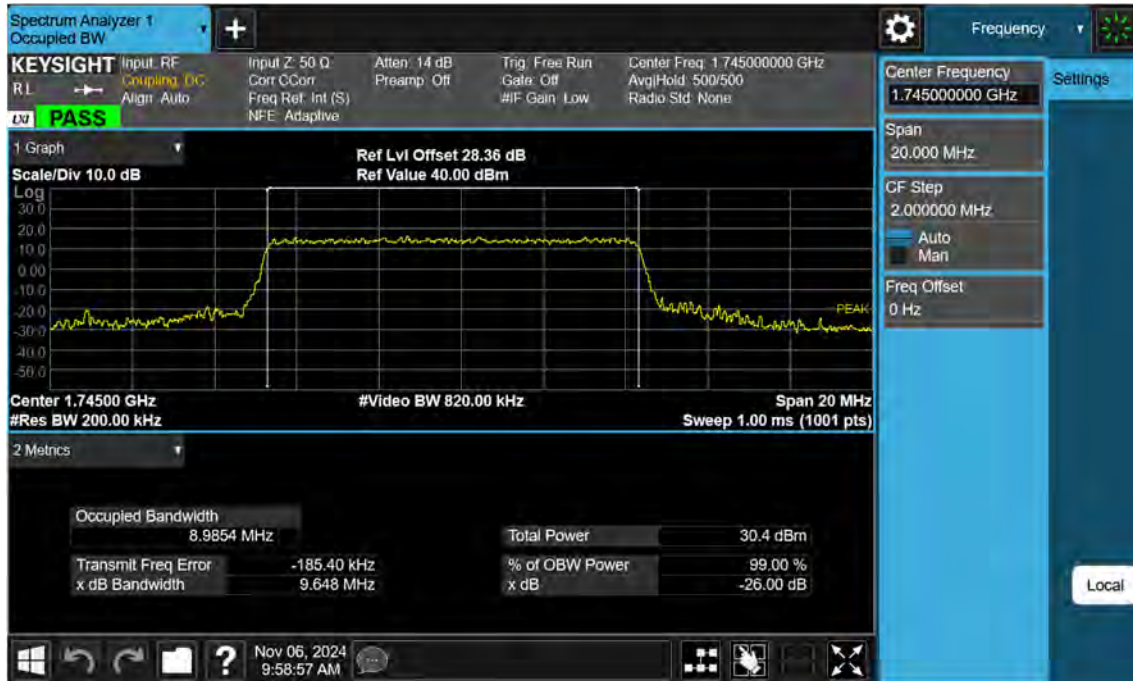 Spectrum Analyzer 1
Occupied BW
+
Frequency
KEYSIGHT
R L
LXI PASS
Input: RF
Coupling: DC
Align: Auto
Input Z: 50 Ω
Corr CCorr
Freq Ref: Int (S)
NFE: Adaptive
Atten: 14 dB
Preamp: Off
Trig: Free Run
Gate: Off
#IF Gain: Low
Center Freq: 1.745000000 GHz
Avg|Hold: 500/500
Radio Std: None
1 Graph
Scale/Div 10.0 dB
Ref Lvl Offset 28.36 dB
Ref Value 40.00 dBm
Log
30.0
20.0
10.0
0.00
-10.0
-20.0
-30.0
-40.0
-50.0
PEAK
Center 1.74500 GHz
#Video BW 820.00 kHz
Span 20 MHz
#Res BW 200.00 kHz
Sweep 1.00 ms (1001 pts)
2 Metrics
Occupied Bandwidth
8.9854 MHz
Total Power 30.4 dBm
Transmit Freq Error -185.40 kHz
% of OBW Power 99.00 %
x dB Bandwidth 9.648 MHz
x dB -26.00 dB
Center Frequency
1.745000000 GHz
Settings
Span
20.000 MHz
CF Step
2.000000 MHz
Auto
Man
Freq Offset
0 Hz
Local
?
Nov 06, 2024
9:58:57 AM